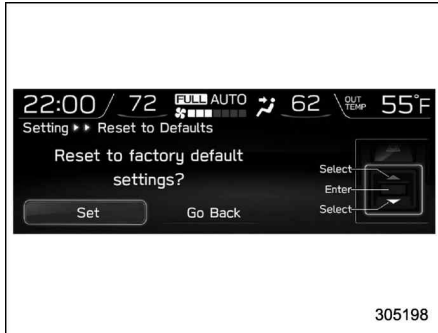 22:00 / 72 FULL AUTO 62 OUT TEMP 55°F
Setting ▸▸ Reset to Defaults
Reset to factory default
settings?
Select
Enter
Select
Set Go Back
305198